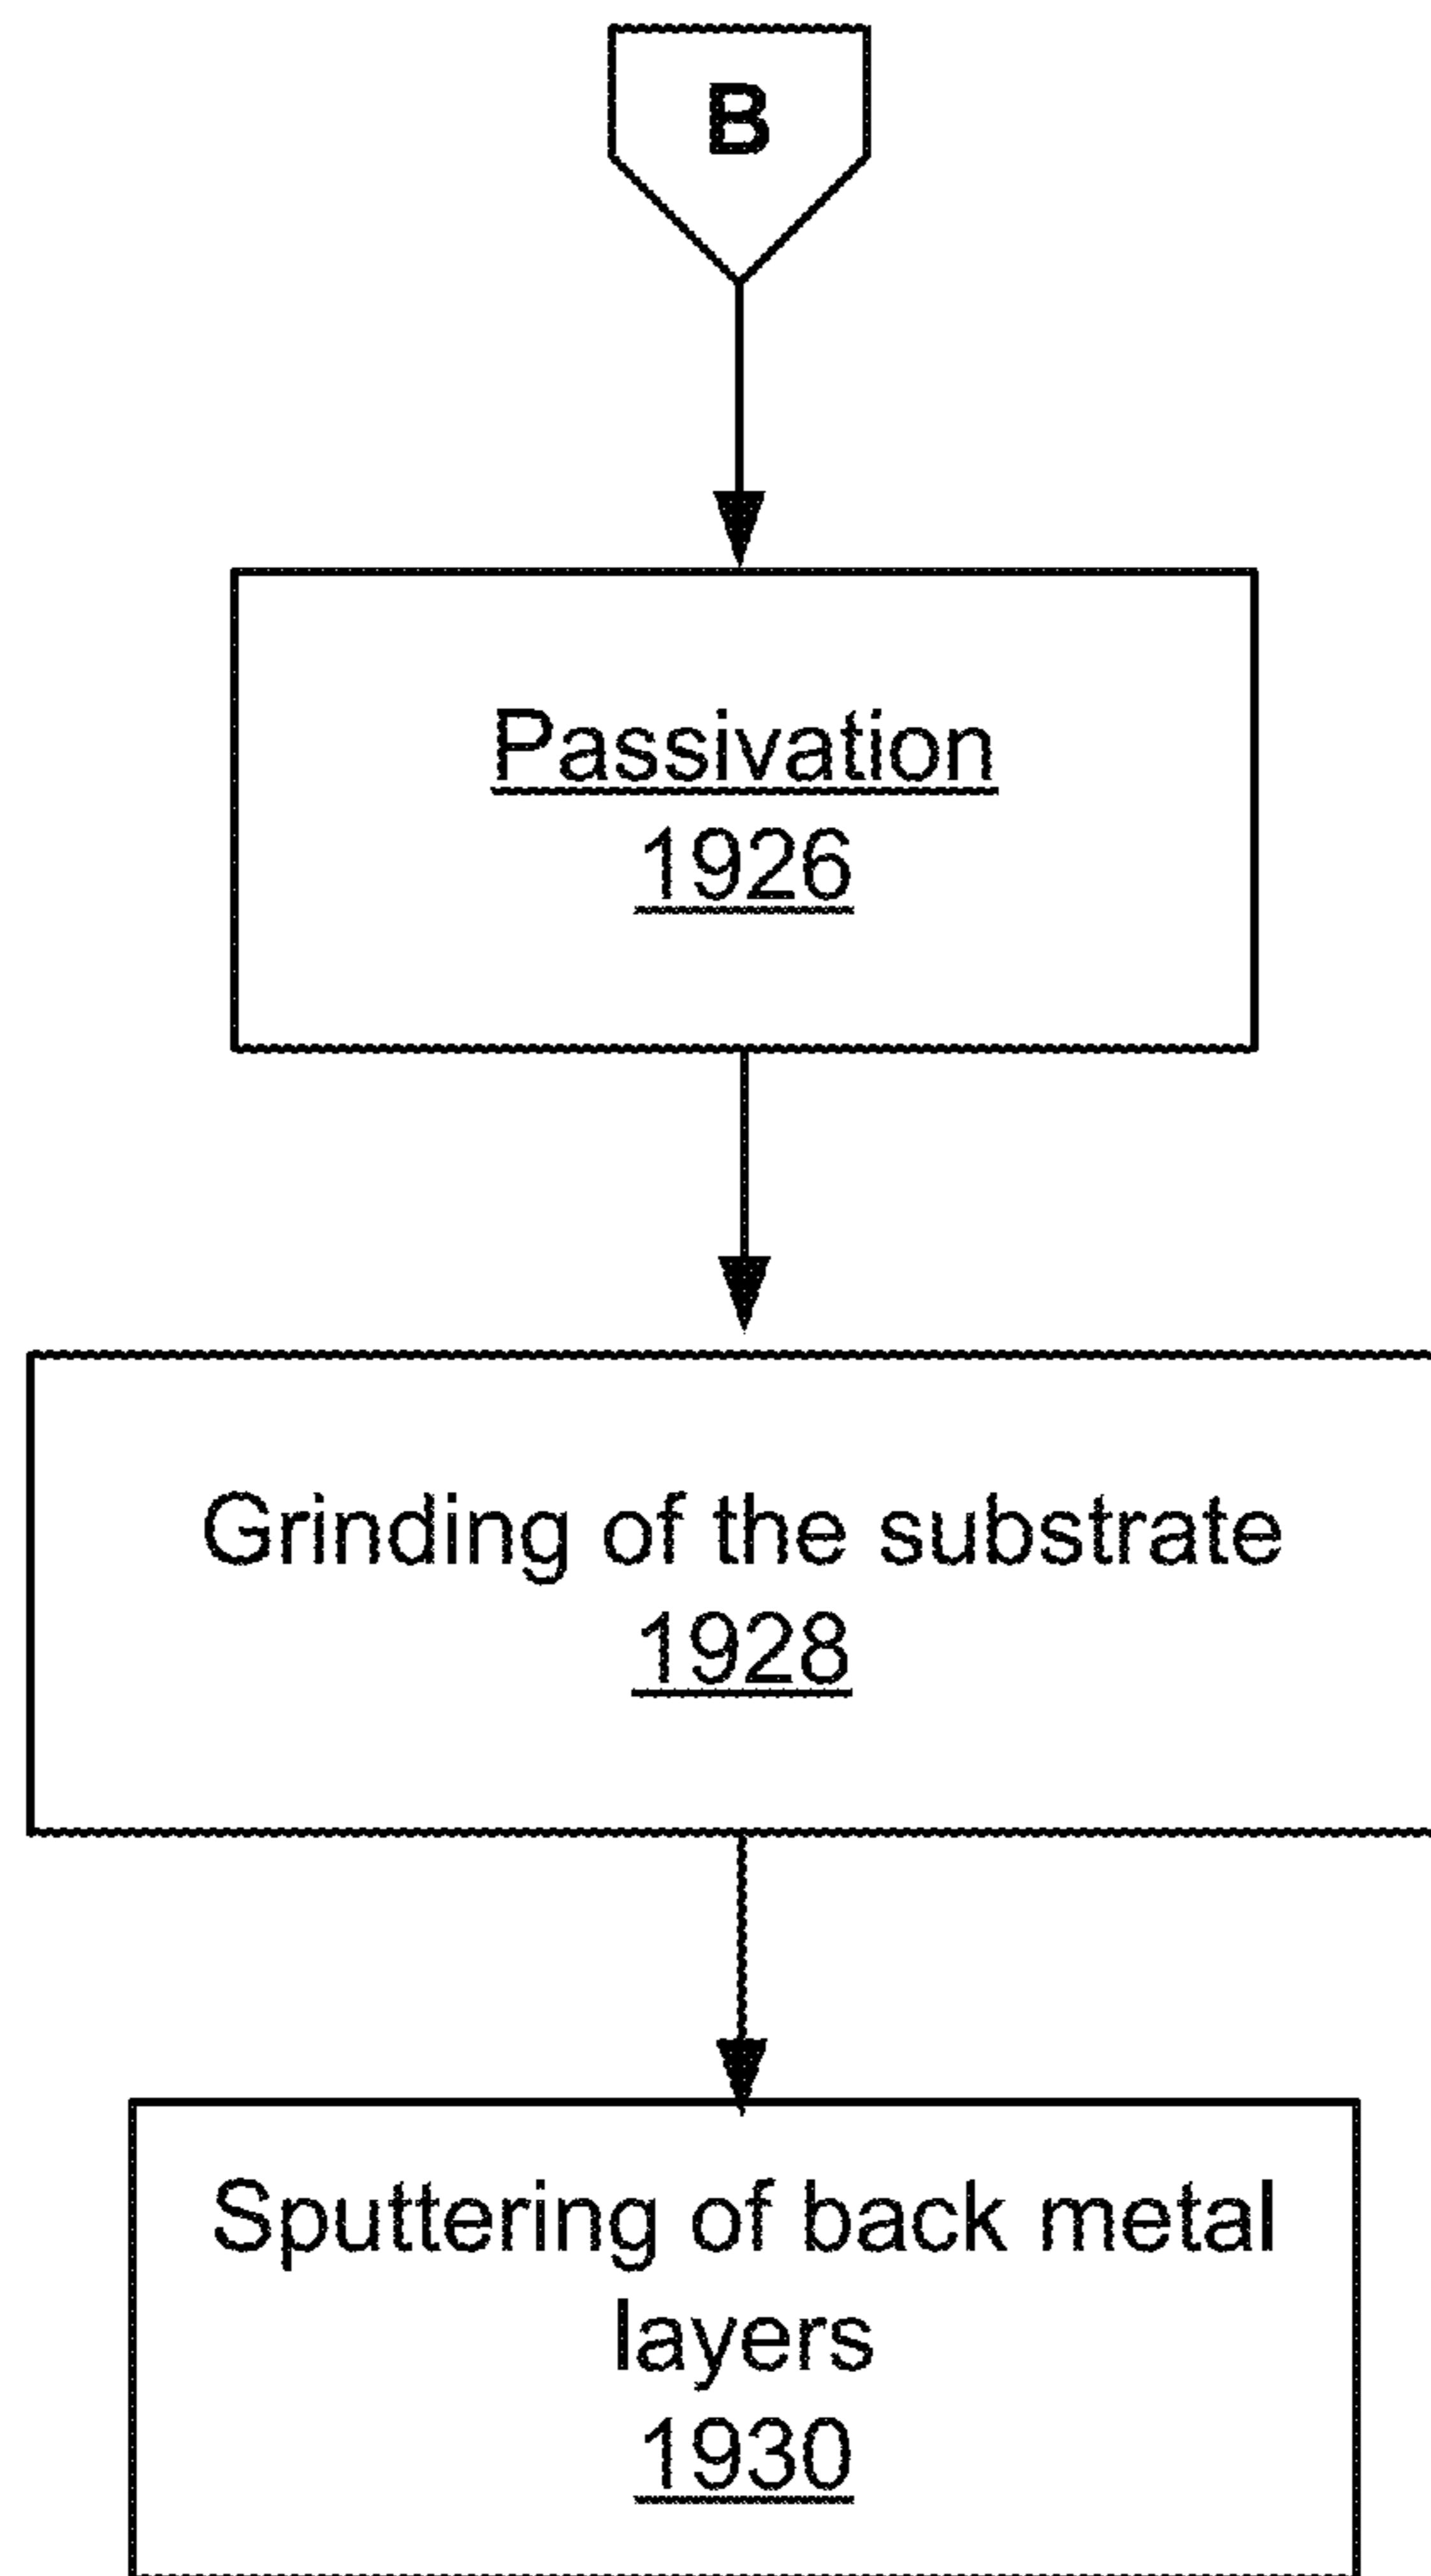 B
Passivation
1926
Grinding of the substrate
1928
Sputtering of back metal
layers
1930